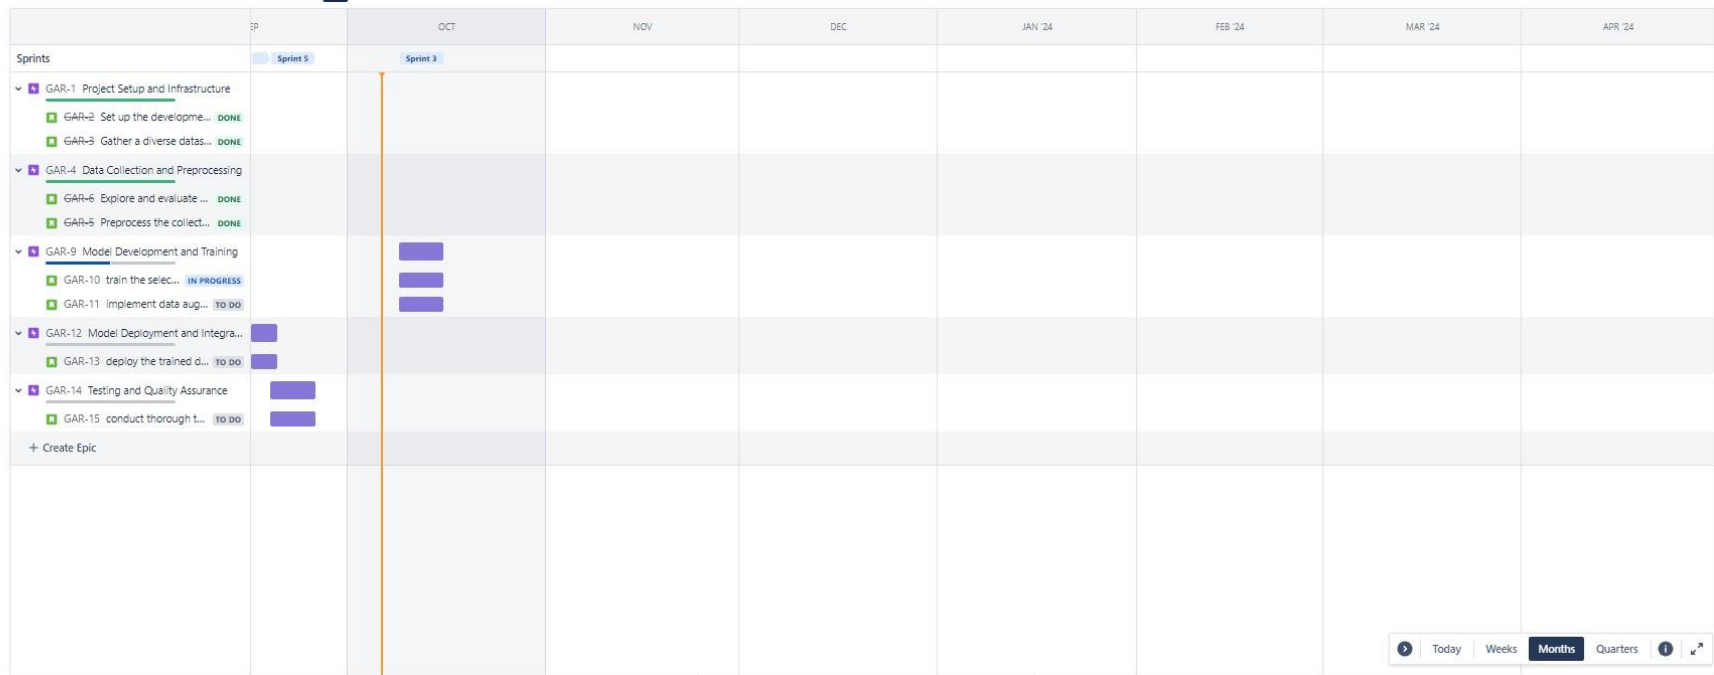 EP OCT NOV DEC JAN '24 FEB '24 MAR '24 APR '24
Sprints Sprint 5 Sprint 3
GAR-1 Project Setup and Infrastructure
GAR-2 Set up the developme... DONE
GAR-3 Gather a diverse datas... DONE
GAR-4 Data Collection and Preprocessing
GAR-6 Explore and evaluate ... DONE
GAR-5 Preprocess the collect... DONE
GAR-9 Model Development and Training
GAR-10 train the selec... IN PROGRESS
GAR-11 implement data aug... TO DO
GAR-12 Model Deployment and Integra...
GAR-13 deploy the trained d... TO DO
GAR-14 Testing and Quality Assurance
GAR-15 conduct thorough t... TO DO
+ Create Epic
Today Weeks Months Quarters